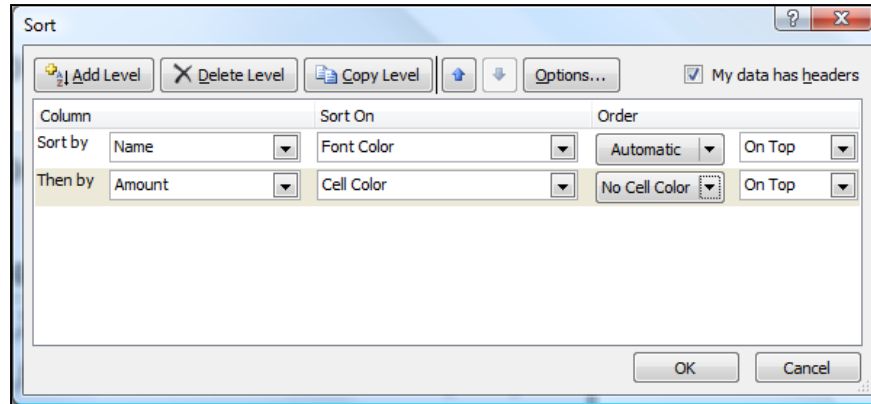 Sort
Add Level Delete Level Copy Level Options... My data has headers
Column Sort On Order
Sort by Name Font Color Automatic On Top
Then by Amount Cell Color No Cell Color On Top
OK Cancel